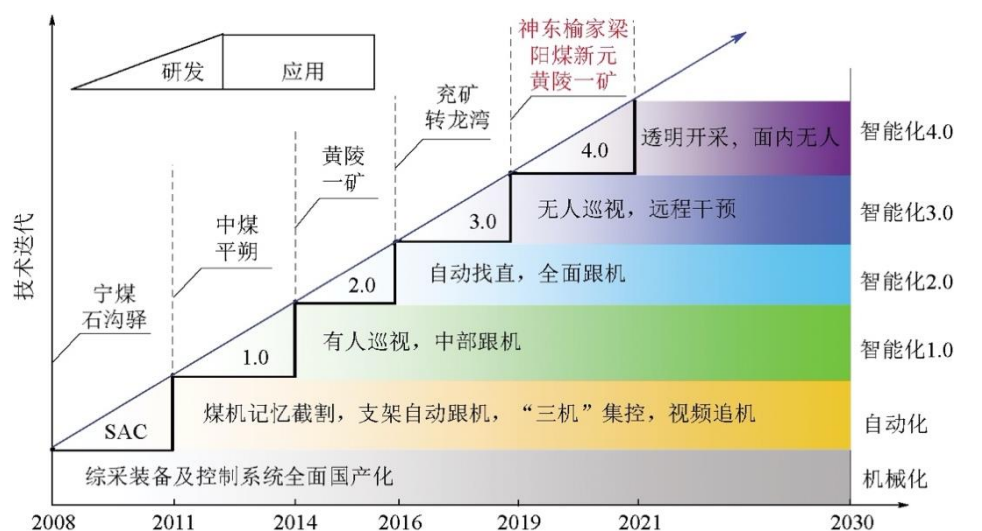 神东榆家梁
阳煤新元
黄陵一矿
研发
应用
兖矿
转龙湾
黄陵
一矿
中煤
平朔
宁煤
石沟驿
技术迭代
4.0
透明开采，面内无人
智能化4.0
3.0
无人巡视，远程干预
智能化3.0
2.0
自动找直，全面跟机
智能化2.0
1.0
有人巡视，中部跟机
智能化1.0
SAC
煤机记忆截割，支架自动跟机，“三机”集控，视频追机
自动化
综采装备及控制系统全面国产化
机械化
2008
2011
2014
2016
2019
2021
2030